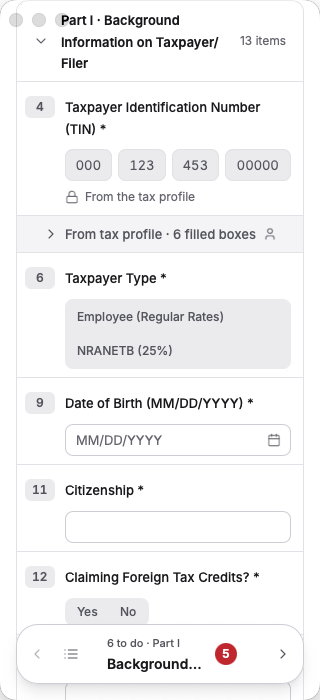 Part I · Background
Information on Taxpayer/
Filer
13 items
4
Taxpayer Identification Number
(TIN) *
000 123 453 00000
From the tax profile
From tax profile · 6 filled boxes
6
Taxpayer Type *
Employee (Regular Rates)
NRANETB (25%)
9
Date of Birth (MM/DD/YYYY) *
MM/DD/YYYY
11
Citizenship *
12
Claiming Foreign Tax Credits? *
Yes No
6 to do · Part I
Background...
5